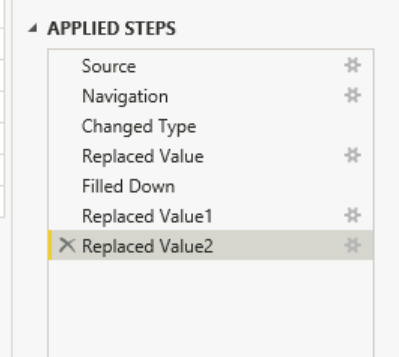 APPLIED STEPS
Source
Navigation
Changed Type
Replaced Value
Filled Down
Replaced Value1
Replaced Value2